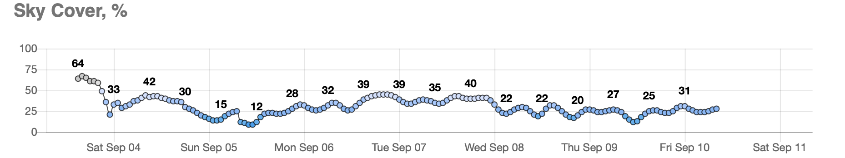 Sky Cover, %
100
75
50
25
0
64 33 42 30 15 12 28 32 39 39 35 40 22 22 20 27 25 31
Sat Sep 04 Sun Sep 05 Mon Sep 06 Tue Sep 07 Wed Sep 08 Thu Sep 09 Fri Sep 10 Sat Sep 11